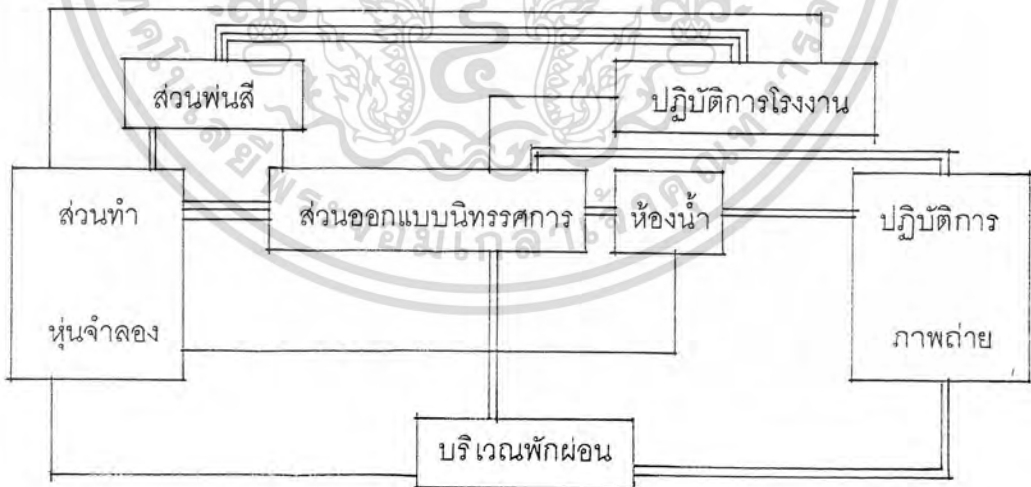 ส่วนพ่นสี
ปฏิบัติการโรงงาน
ส่วนทำ
หุ่นจำลอง
ส่วนออกแบบนิทรรศการ
ห้องน้ำ
ปฏิบัติการ
ภาพถ่าย
บริเวณพักผ่อน